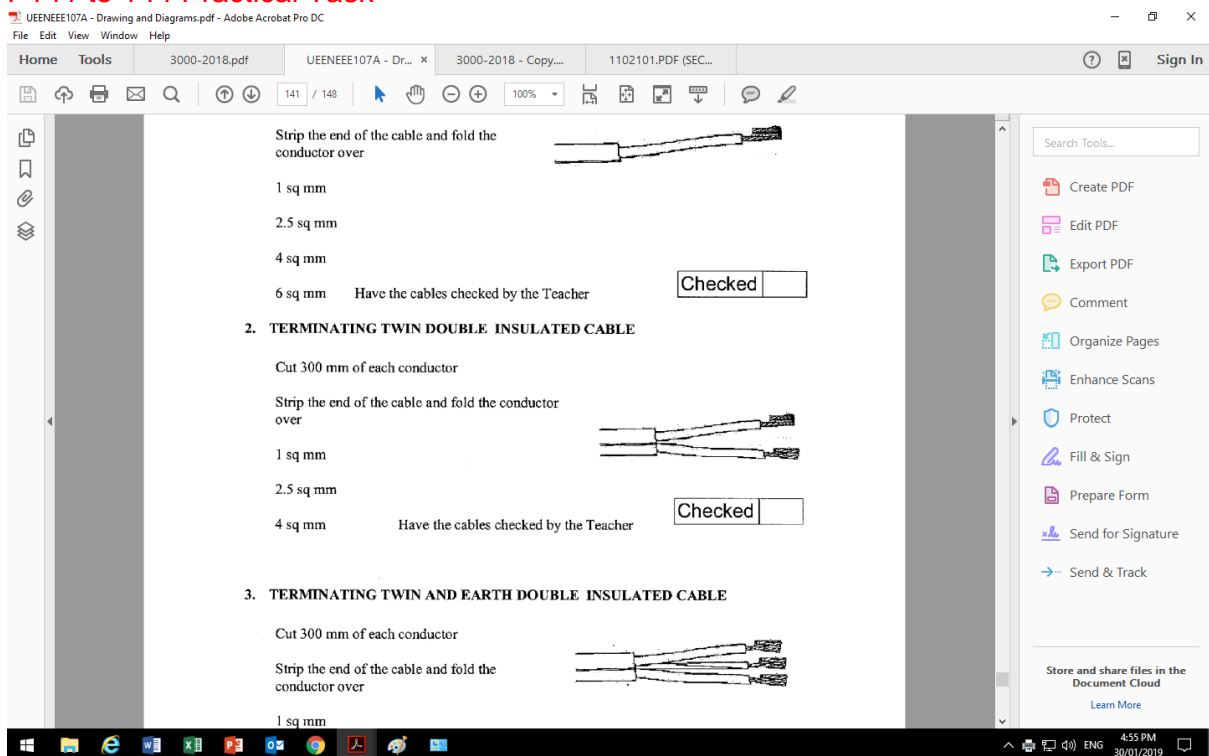 UEENEEE107A - Drawing and Diagrams.pdf - Adobe Acrobat Pro DC
File Edit View Window Help
Home Tools 3000-2018.pdf UEENEEE107A - Dr... × 3000-2018 - Copy.... 1102101.PDF (SEC... Sign In
141 / 148 100%
Strip the end of the cable and fold the
conductor over
1 sq mm
2.5 sq mm
4 sq mm
6 sq mm Have the cables checked by the Teacher
Checked
2. TERMINATING TWIN DOUBLE INSULATED CABLE
Cut 300 mm of each conductor
Strip the end of the cable and fold the conductor
over
1 sq mm
2.5 sq mm
4 sq mm Have the cables checked by the Teacher
Checked
3. TERMINATING TWIN AND EARTH DOUBLE INSULATED CABLE
Cut 300 mm of each conductor
Strip the end of the cable and fold the
conductor over
1 sq mm
Search Tools...
Create PDF
Edit PDF
Export PDF
Comment
Organize Pages
Enhance Scans
Protect
Fill & Sign
Prepare Form
Send for Signature
Send & Track
Store and share files in the
Document Cloud
Learn More
ENG
4:55 PM
30/01/2019